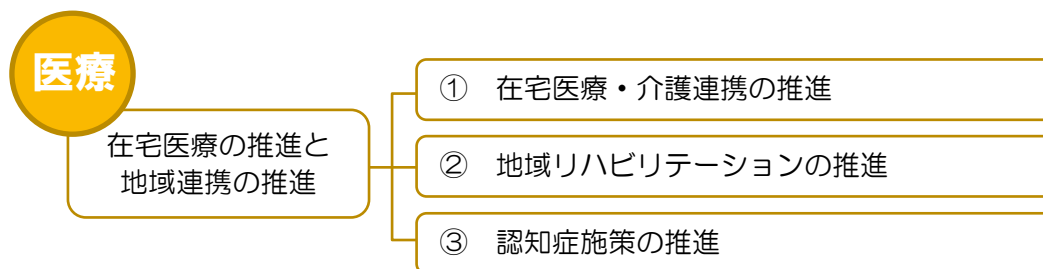 医療
在宅医療の推進と
地域連携の推進
① 在宅医療・介護連携の推進
② 地域リハビリテーションの推進
③ 認知症施策の推進